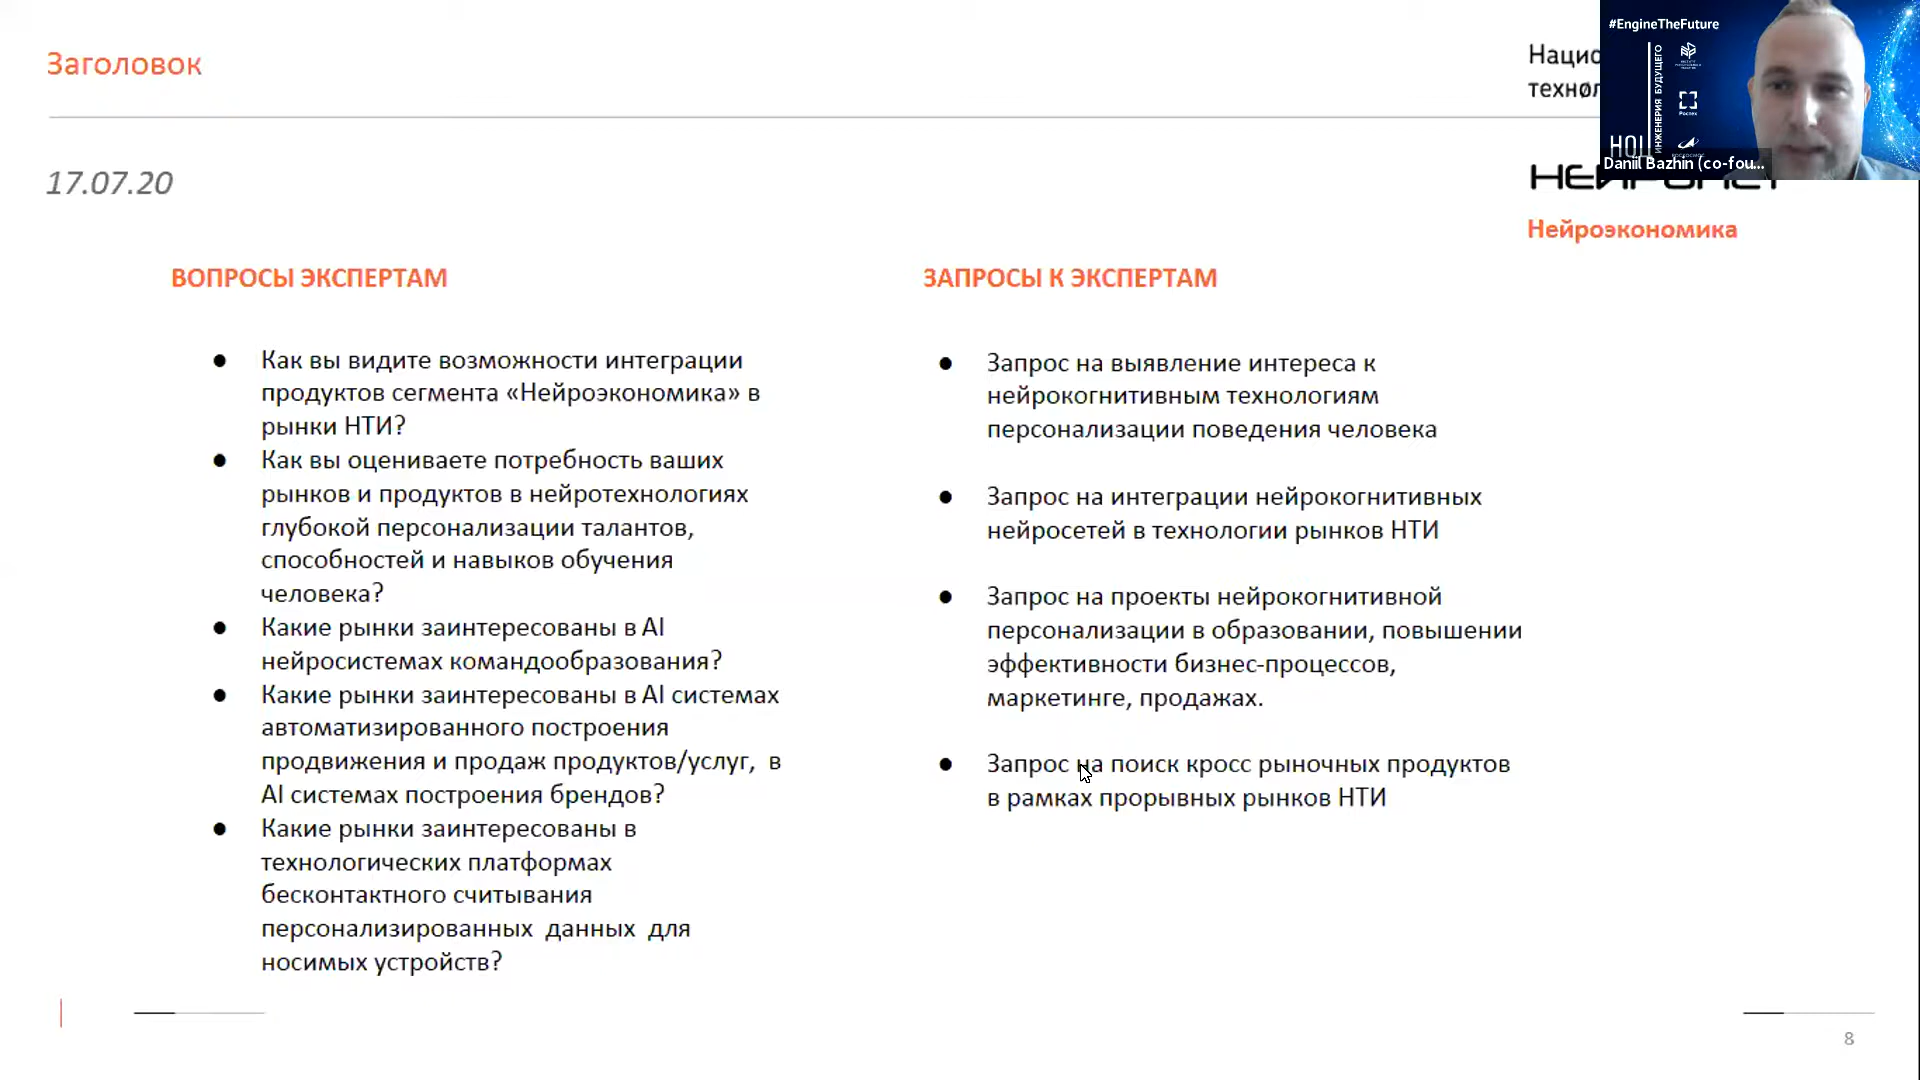 Заголовок
17.07.20
#EngineTheFuture
ИНЖЕНЕРИЯ БУДУЩЕГО
Ростех
Daniil Bazhin (co-fou...
Нейроэкономика
ВОПРОСЫ ЭКСПЕРТАМ
● Как вы видите возможности интеграции
продуктов сегмента «Нейроэкономика» в
рынки НТИ?
● Как вы оцениваете потребность ваших
рынков и продуктов в нейротехнологиях
глубокой персонализации талантов,
способностей и навыков обучения
человека?
● Какие рынки заинтересованы в AI
нейросистемах командообразования?
● Какие рынки заинтересованы в AI системах
автоматизированного построения
продвижения и продаж продуктов/услуг, в
AI системах построения брендов?
● Какие рынки заинтересованы в
технологических платформах
бесконтактного считывания
персонализированных данных для
носимых устройств?
ЗАПРОСЫ К ЭКСПЕРТАМ
● Запрос на выявление интереса к
нейрокогнитивным технологиям
персонализации поведения человека
● Запрос на интеграции нейрокогнитивных
нейросетей в технологии рынков НТИ
● Запрос на проекты нейрокогнитивной
персонализации в образовании, повышении
эффективности бизнес-процессов,
маркетинге, продажах.
● Запрос на поиск кросс рыночных продуктов
в рамках прорывных рынков НТИ
8